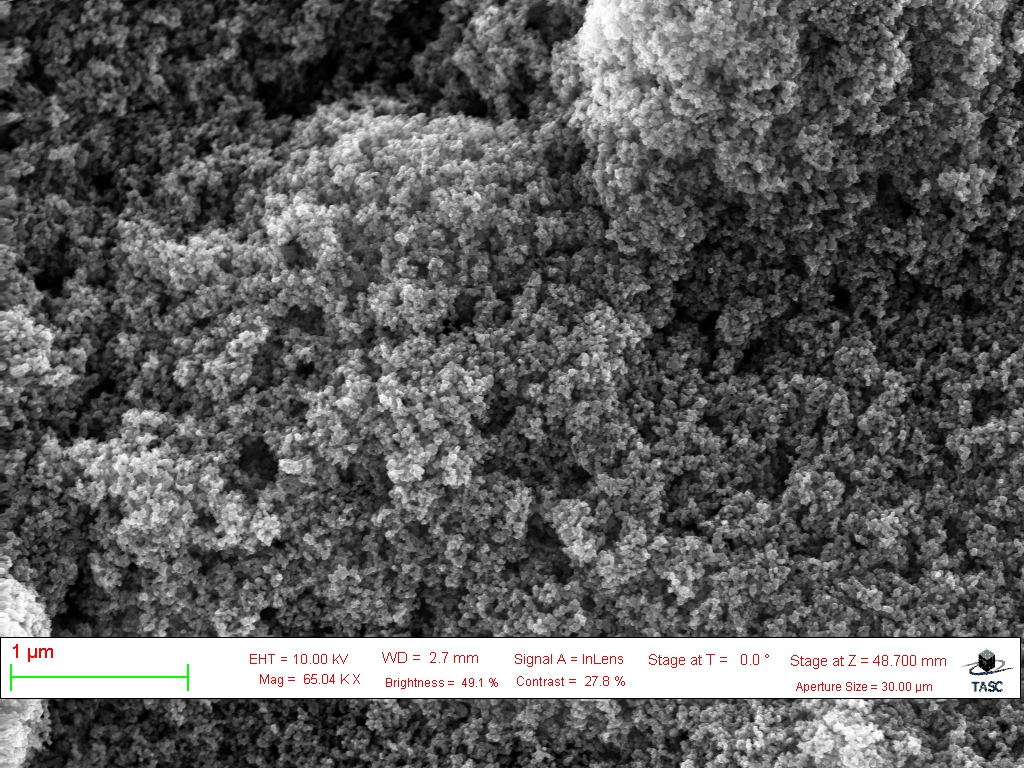 1 µm
EHT = 10.00 kV WD = 2.7 mm Signal A = InLens Stage at T = 0.0 ° Stage at Z = 48.700 mm
Mag = 65.04 K X Brightness = 49.1 % Contrast = 27.8 % Aperture Size = 30.00 µm
TASC